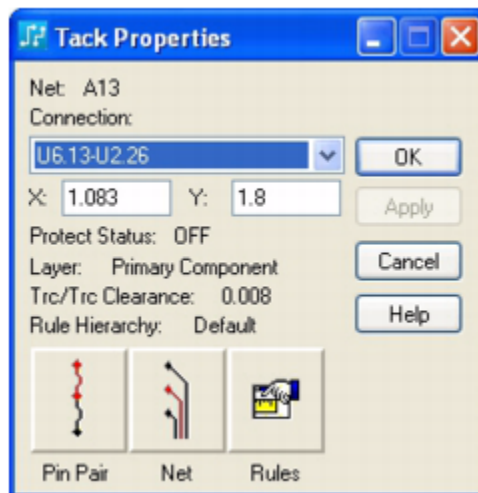 Tack Properties
Net: A13
Connection:
U6.13-U2.26
OK
X: 1.083 Y: 1.8
Apply
Protect Status: OFF
Layer: Primary Component
Cancel
Trc/Trc Clearance: 0.008
Rule Hierarchy: Default
Help
Pin Pair Net Rules